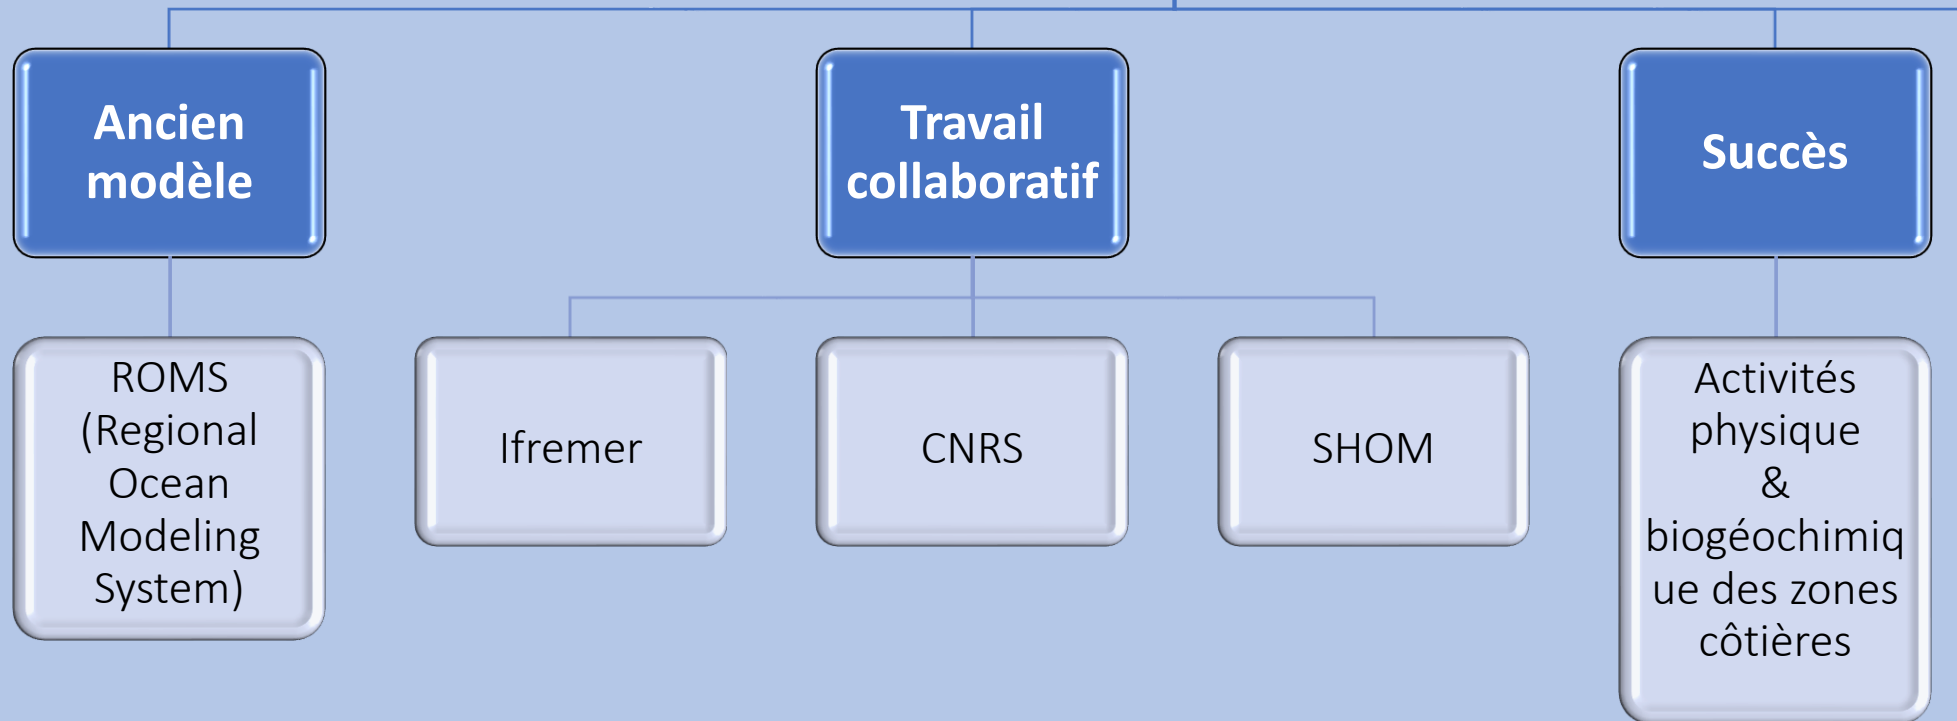 Ancien
modèle
Travail
collaboratif
Succès
ROMS
(Regional
Ocean
Modeling
System)
Ifremer
CNRS
SHOM
Activités
physique
&
biogéochimiq
ue des zones
côtières